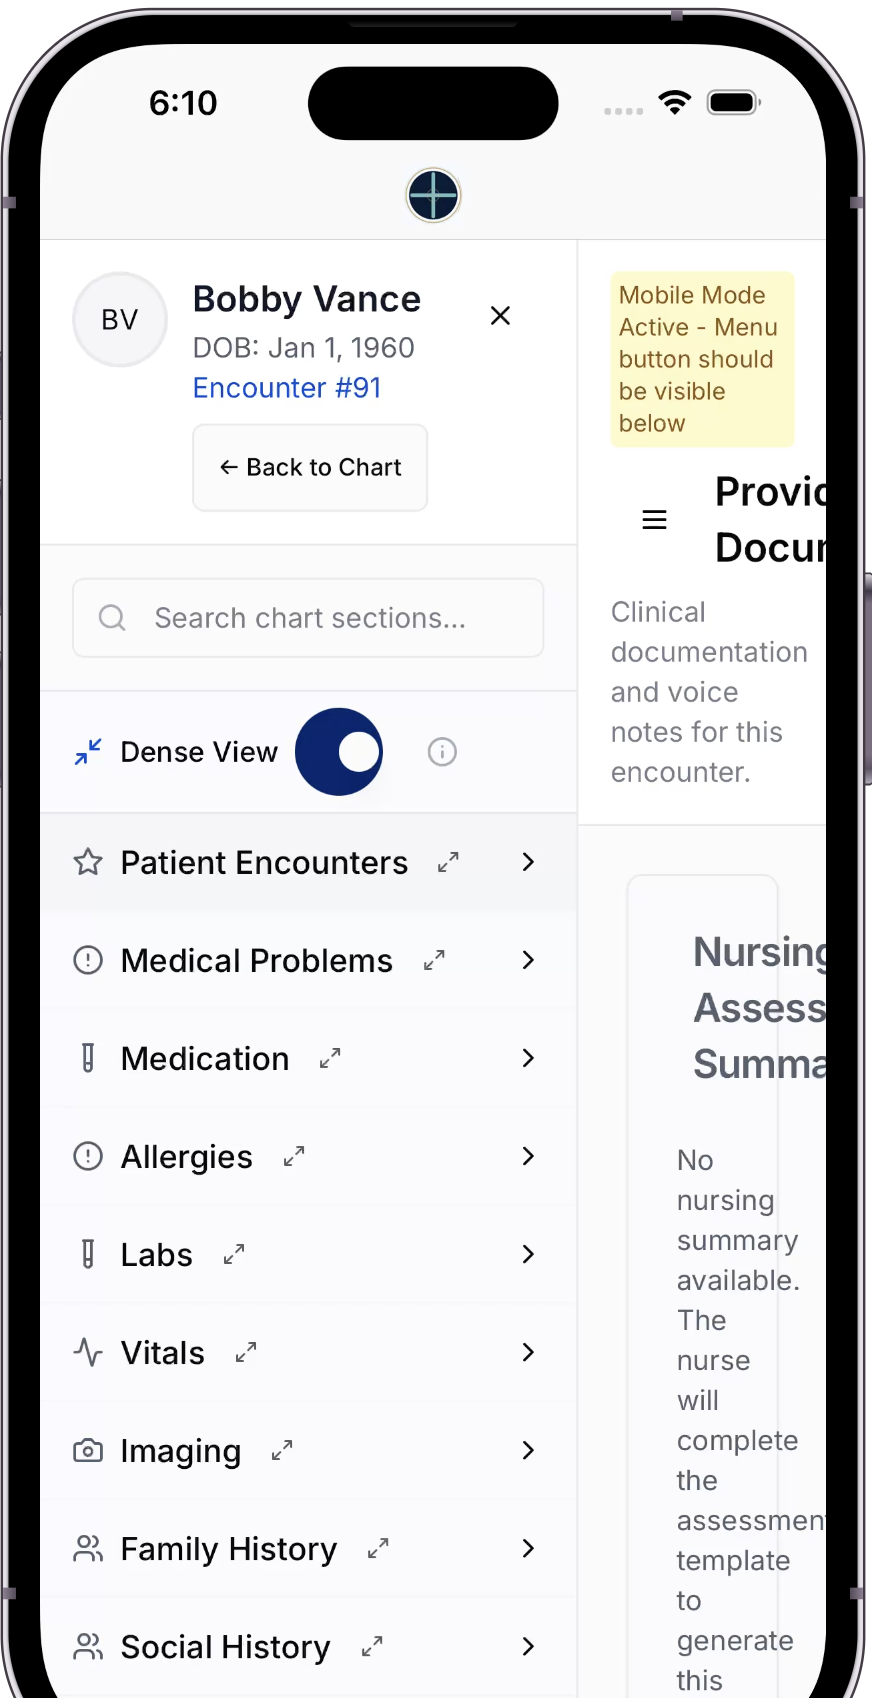 6:10
BV
Bobby Vance
DOB: Jan 1, 1960
Encounter #91
← Back to Chart
Search chart sections...
Dense View
Patient Encounters
Medical Problems
Medication
Allergies
Labs
Vitals
Imaging
Family History
Social History
Mobile Mode
Active - Menu
button should
be visible
below
Provid
Docum
Clinical
documentation
and voice
notes for this
encounter.
Nursing
Assess
Summa
No
nursing
summary
available.
The
nurse
will
complete
the
assessment
template
to
generate
this